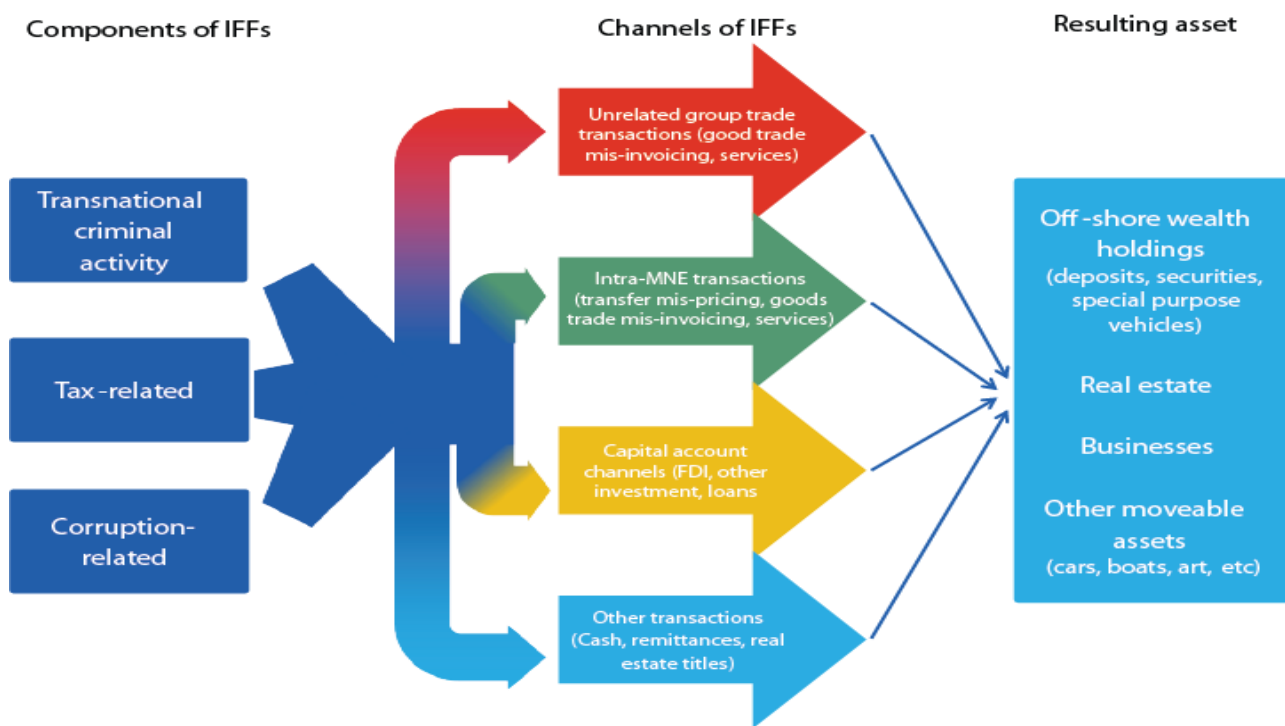 Components of IFFs
Channels of IFFs
Resulting asset
Transnational
criminal
activity
Tax-related
Corruption-
related
Unrelated group trade
transactions (good trade
mis-invoicing, services)
Intra-MNE transactions
(transfer mis-pricing, goods
trade mis-invoicing, services)
Capital account
channels (FDI, other
investment, loans
Other transactions
(Cash, remittances, real
estate titles)
Off-shore wealth
holdings
(deposits, securities,
special purpose
vehicles)
Real estate
Businesses
Other moveable
assets
(cars, boats, art, etc)